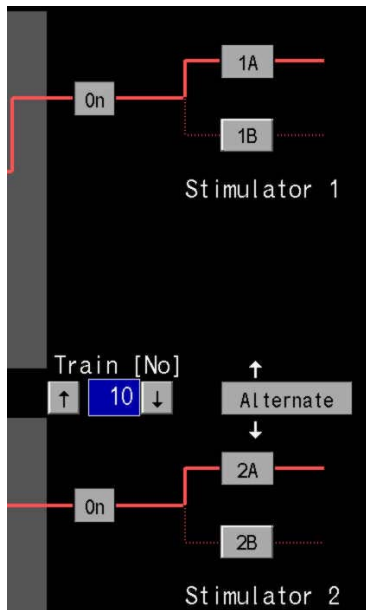 1A
On
1B
Stimulator 1
Train [No]
↑ 10 ↓
↑
Alternate
↓
2A
On
2B
Stimulator 2